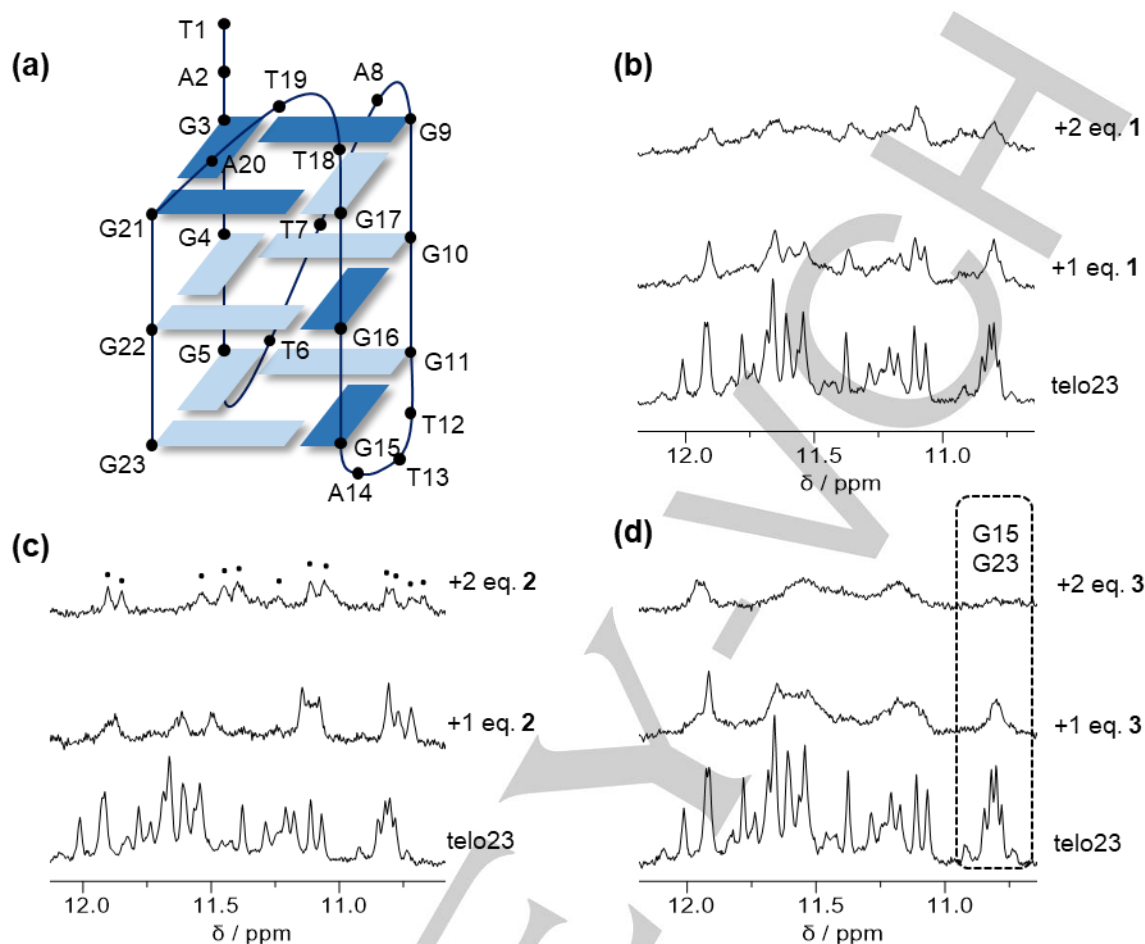 (a)
T1
A2
T19
A8
G3
G9
A20
T18
G21
G4
T7
G17
G10
G22
G5
T6
G16
G11
T12
G23
G15
T13
A14
(b)
+2 eq. 1
+1 eq. 1
telo23
12.0 11.5 11.0
δ / ppm
(c)
+2 eq. 2
+1 eq. 2
telo23
12.0 11.5 11.0
δ / ppm
(d)
G15
G23
+2 eq. 3
+1 eq. 3
telo23
12.0 11.5 11.0
δ / ppm
EY-VCH